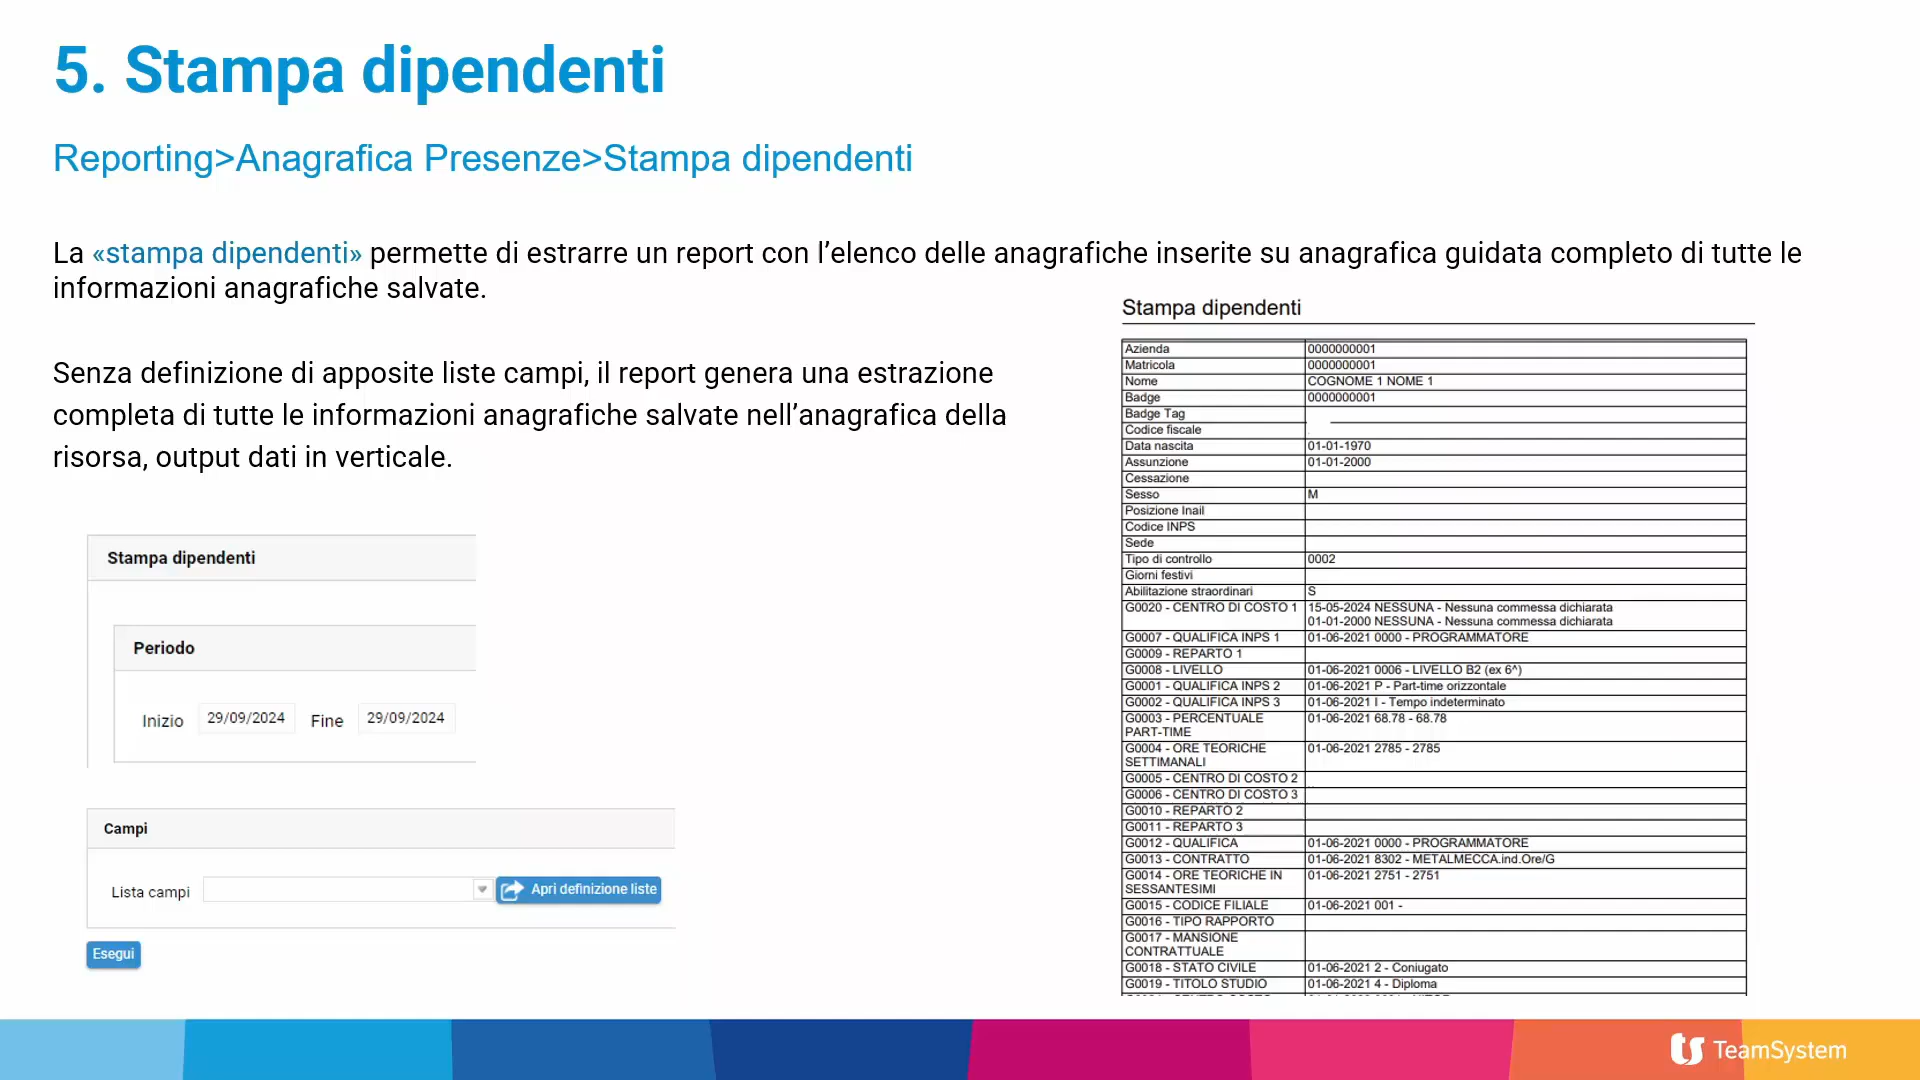 5. Stampa dipendenti
Reporting>Anagrafica Presenze>Stampa dipendenti
La «stampa dipendenti» permette di estrarre un report con l’elenco delle anagrafiche inserite su anagrafica guidata completo di tutte le
informazioni anagrafiche salvate.
Senza definizione di apposite liste campi, il report genera una estrazione
completa di tutte le informazioni anagrafiche salvate nell’anagrafica della
risorsa, output dati in verticale.
Stampa dipendenti
Periodo
Inizio 29/09/2024 Fine 29/09/2024
Campi
Lista campi Apri definizione liste
Esegui
Stampa dipendenti
Azienda 0000000001
Matricola 0000000001
Nome COGNOME 1 NOME 1
Badge 0000000001
Badge Tag
Codice fiscale
Data nascita 01-01-1970
Assunzione 01-01-2000
Cessazione
Sesso M
Posizione Inail
Codice INPS
Sede
Tipo di controllo 0002
Giorni festivi
Abilitazione straordinari S
G0020 - CENTRO DI COSTO 1 15-05-2024 NESSUNA - Nessuna commessa dichiarata
01-01-2000 NESSUNA - Nessuna commessa dichiarata
G0007 - QUALIFICA INPS 1 01-06-2021 0000 - PROGRAMMATORE
G0009 - REPARTO 1
G0008 - LIVELLO 01-06-2021 0006 - LIVELLO B2 (ex 6^)
G0001 - QUALIFICA INPS 2 01-06-2021 P - Part-time orizzontale
G0002 - QUALIFICA INPS 3 01-06-2021 I - Tempo indeterminato
G0003 - PERCENTUALE 01-06-2021 68.78 - 68.78
PART-TIME
G0004 - ORE TEORICHE 01-06-2021 2785 - 2785
SETTIMANALI
G0005 - CENTRO DI COSTO 2
G0006 - CENTRO DI COSTO 3
G0010 - REPARTO 2
G0011 - REPARTO 3
G0012 - QUALIFICA 01-06-2021 0000 - PROGRAMMATORE
G0013 - CONTRATTO 01-06-2021 8302 - METALMECCA.ind.Ore/G
G0014 - ORE TEORICHE IN 01-06-2021 2751 - 2751
SESSANTESIMI
G0015 - CODICE FILIALE 01-06-2021 001 -
G0016 - TIPO RAPPORTO
G0017 - MANSIONE
CONTRATTUALE
G0018 - STATO CIVILE 01-06-2021 2 - Coniugato
G0019 - TITOLO STUDIO 01-06-2021 4 - Diploma
TeamSystem